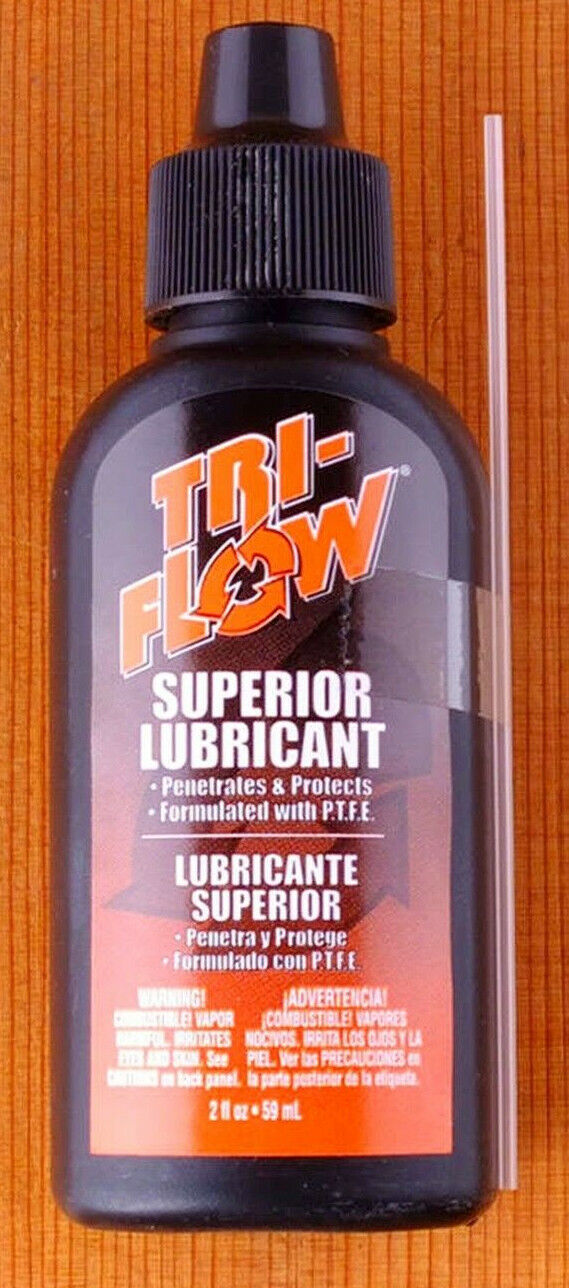 TRI-
FLOW®
SUPERIOR
LUBRICANT
• Penetrates & Protects
• Formulated with P.T.F.E.
LUBRICANTE
SUPERIOR
• Penetra y Protege
• Formulado con P.T.F.E.
WARNING!
COMBUSTIBLE! VAPOR
HARMFUL. IRRITATES
EYES AND SKIN. See
CAUTIONS on back panel.
¡ADVERTENCIA!
¡COMBUSTIBLE! VAPORES
NOCIVOS. IRRITA LOS OJOS Y LA
PIEL. Ver las PRECAUCIONES en
la parte posterior de la etiqueta.
2 fl oz • 59 mL